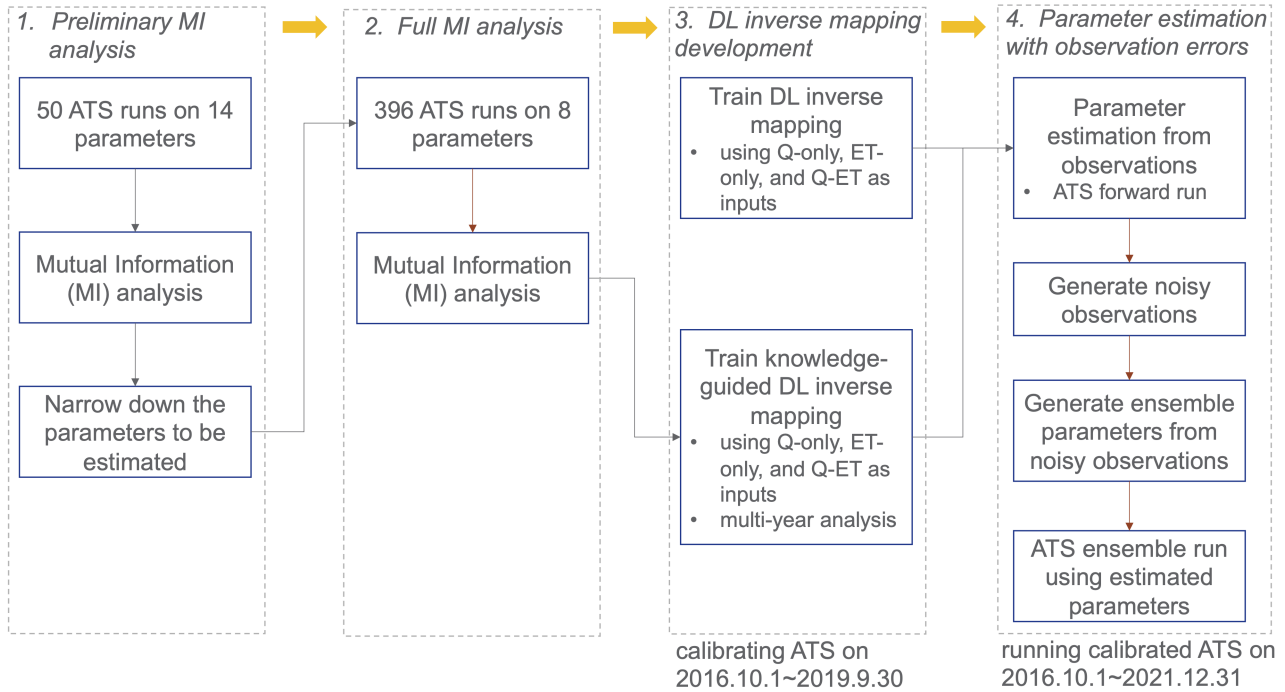 1. Preliminary MI
analysis
50 ATS runs on 14
parameters
Mutual Information
(MI) analysis
Narrow down the
parameters to be
estimated
2. Full MI analysis
396 ATS runs on 8
parameters
Mutual Information
(MI) analysis
3. DL inverse mapping
development
Train DL inverse
mapping
• using Q-only, ET-
only, and Q-ET as
inputs
Train knowledge-
guided DL inverse
mapping
• using Q-only, ET-
only, and Q-ET as
inputs
• multi-year analysis
calibrating ATS on
2016.10.1~2019.9.30
4. Parameter estimation
with observation errors
Parameter
estimation from
observations
• ATS forward run
Generate noisy
observations
Generate ensemble
parameters from
noisy observations
ATS ensemble run
using estimated
parameters
running calibrated ATS on
2016.10.1~2021.12.31